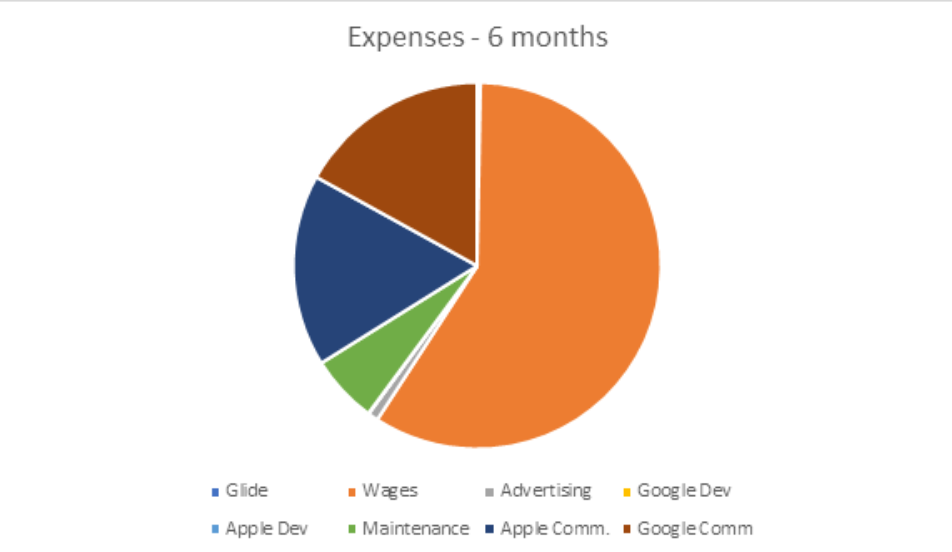 Expenses - 6 months
Glide Wages Advertising Google Dev
Apple Dev Maintenance Apple Comm. Google Comm